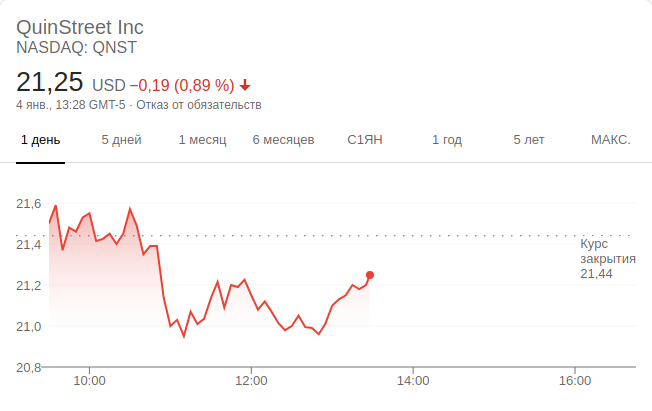 QuinStreet Inc
NASDAQ: QNST
21,25 USD −0,19 (0,89 %)
4 янв., 13:28 GMT-5 · Отказ от обязательств
1 день 5 дней 1 месяц 6 месяцев С1ЯН 1 год 5 лет МАКС.
21,6
21,4
21,2
21,0
20,8
Курс
закрытия
21,44
10:00 12:00 14:00 16:00